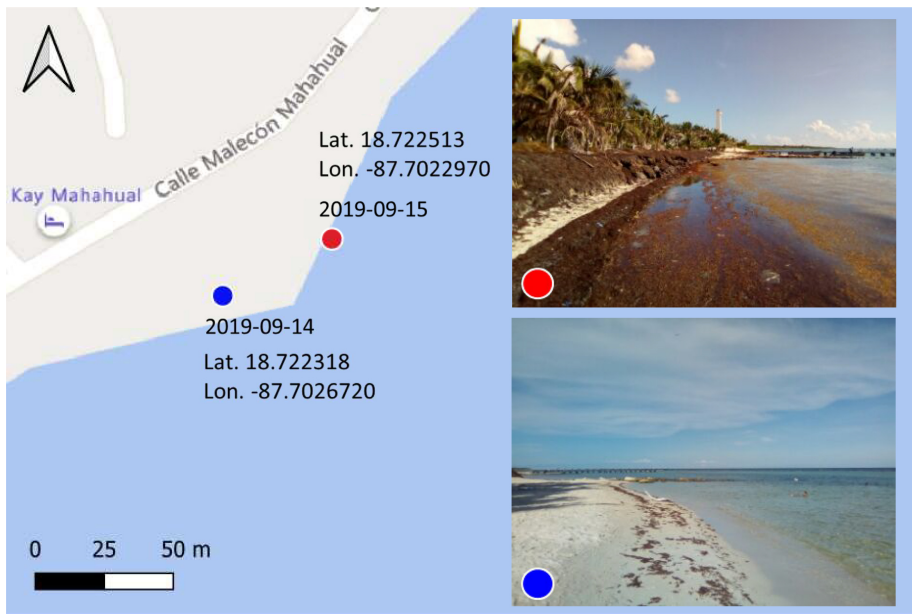 Calle Malecón Mahahual
Kay Mahahual
Lat. 18.722513
Lon. -87.7022970
2019-09-15
2019-09-14
Lat. 18.722318
Lon. -87.7026720
0 25 50 m